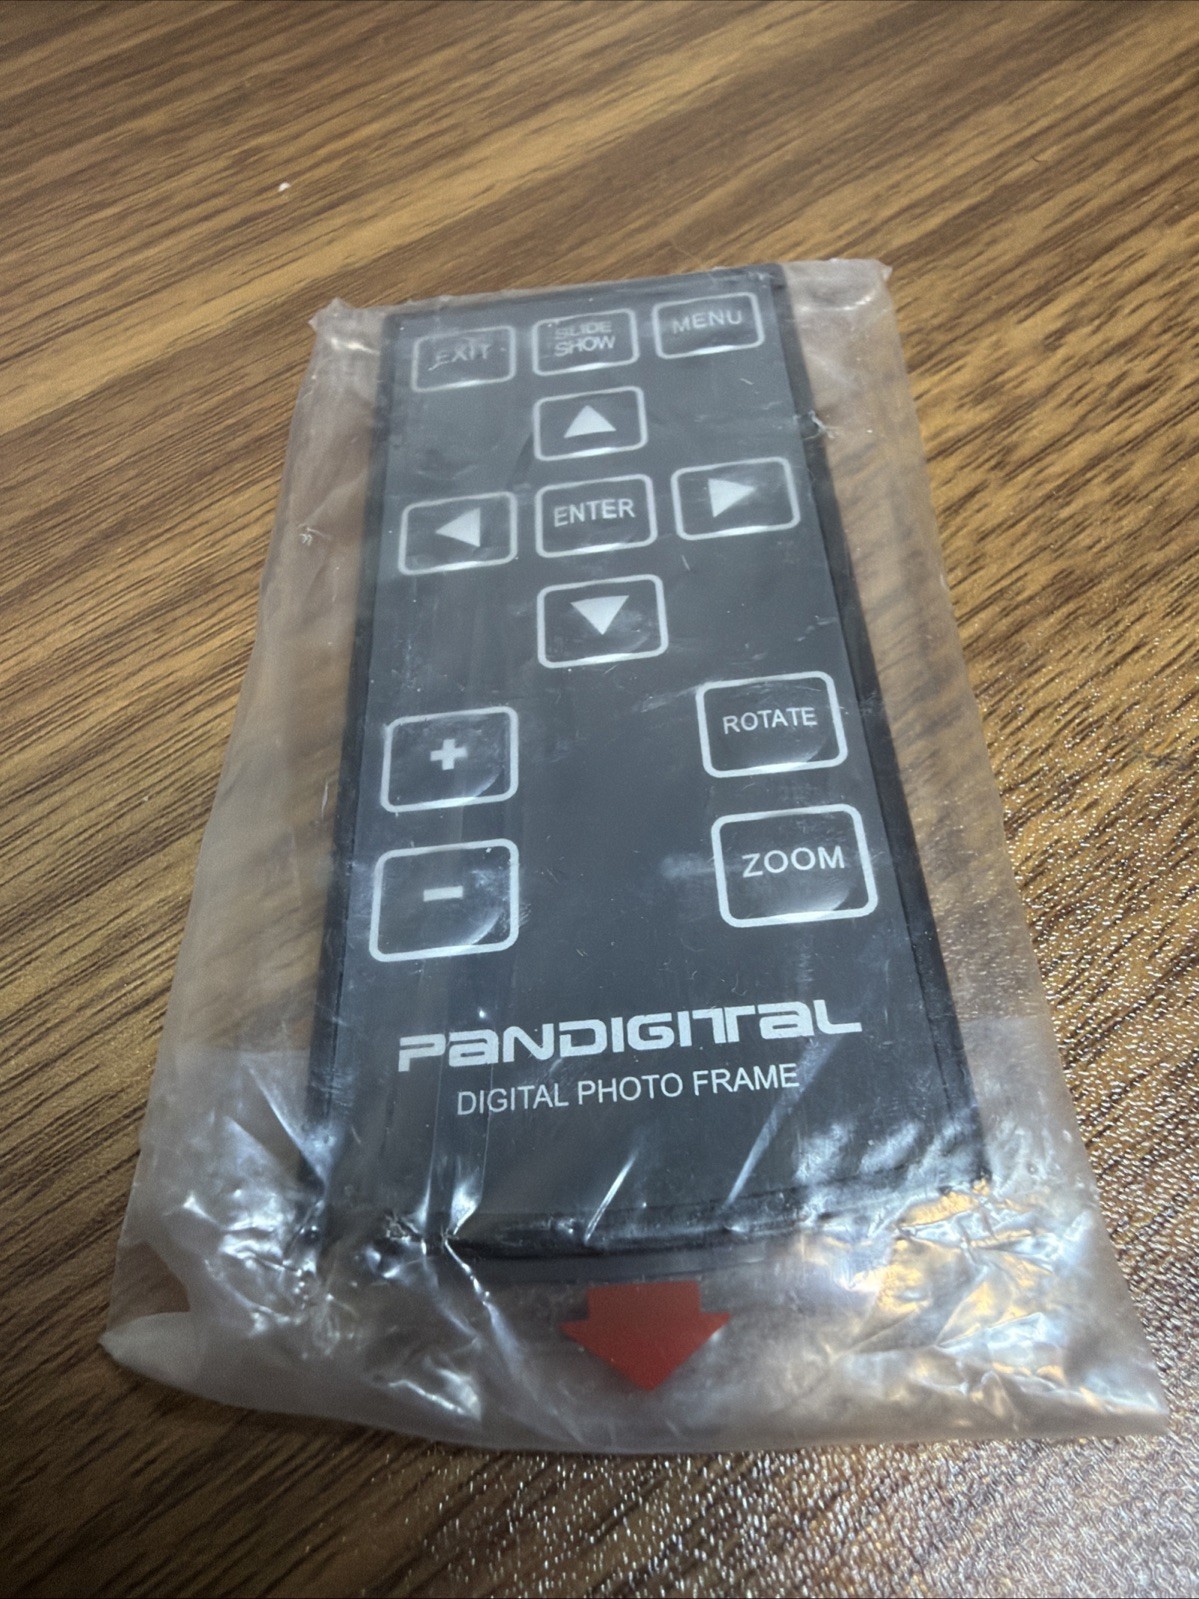 EXIT
SLIDE
SHOW
MENU
ENTER
+
ROTATE
-
ZOOM
PANDIGITAL
DIGITAL PHOTO FRAME